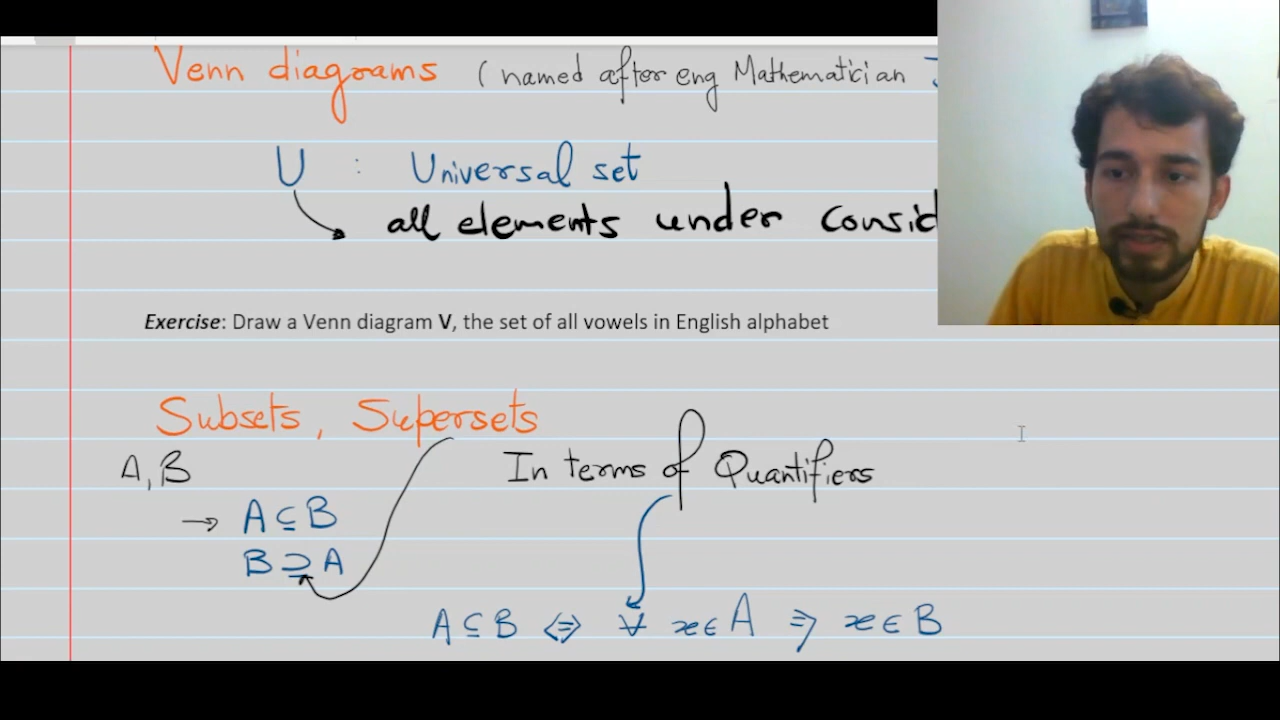 Venn diagrams (named after eng Mathematician
U : Universal set
all elements under consid
Exercise: Draw a Venn diagram V, the set of all vowels in English alphabet
Subsets, Supersets
A, B
In terms of Quantifiers
→ A ⊆ B
B ⊇ A
A ⊆ B ⇔ ∀ x ∈ A ⇒ x ∈ B